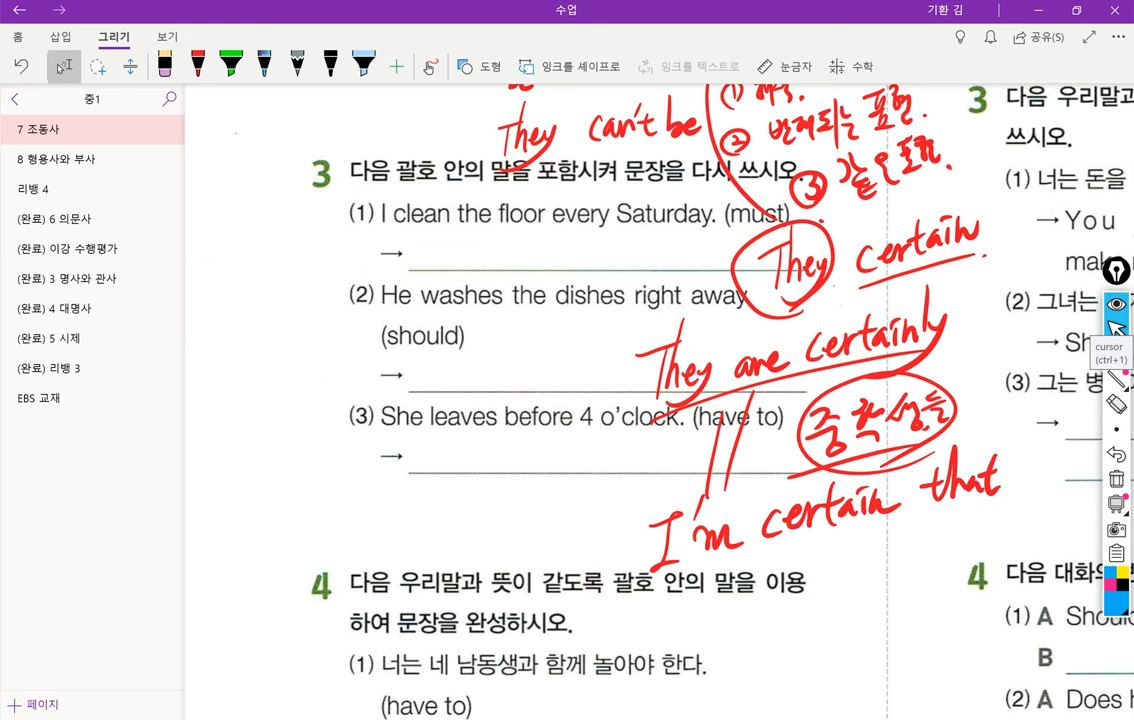 수업
기환 김
홈
삽입
그리기
보기
공유(S)
도형
잉크를 셰이프로
잉크를 텍스트로
눈금자
수학
중1
7 조동사
8 형용사와 부사
리뱅 4
(완료) 6 의문사
(완료) 이강 수행평가
(완료) 3 명사와 관사
(완료) 4 대명사
(완료) 5 시제
(완료) 리뱅 3
EBS 교재
페이지
They can't be
①
② 반대되는 표현.
③ 같은 표현.
3 다음 괄호 안의 말을 포함시켜 문장을 다시 쓰시오.
(1) I clean the floor every Saturday. (must)
→
They certain
(2) He washes the dishes right away
(should)
→
They are certainly
(3) She leaves before 4 o'clock. (have to)
→
중학생들
I'm certain that
4 다음 우리말과 뜻이 같도록 괄호 안의 말을 이용
하여 문장을 완성하시오.
(1) 너는 네 남동생과 함께 놀아야 한다.
(have to)
3 다음 우리말과
쓰시오.
(1) 너는 돈을
→ You
make
(2) 그녀는
→ Sh
(3) 그는 병
→
4 다음 대화의
(1) A Should
B
(2) A Does
cursor
(ctrl+1)